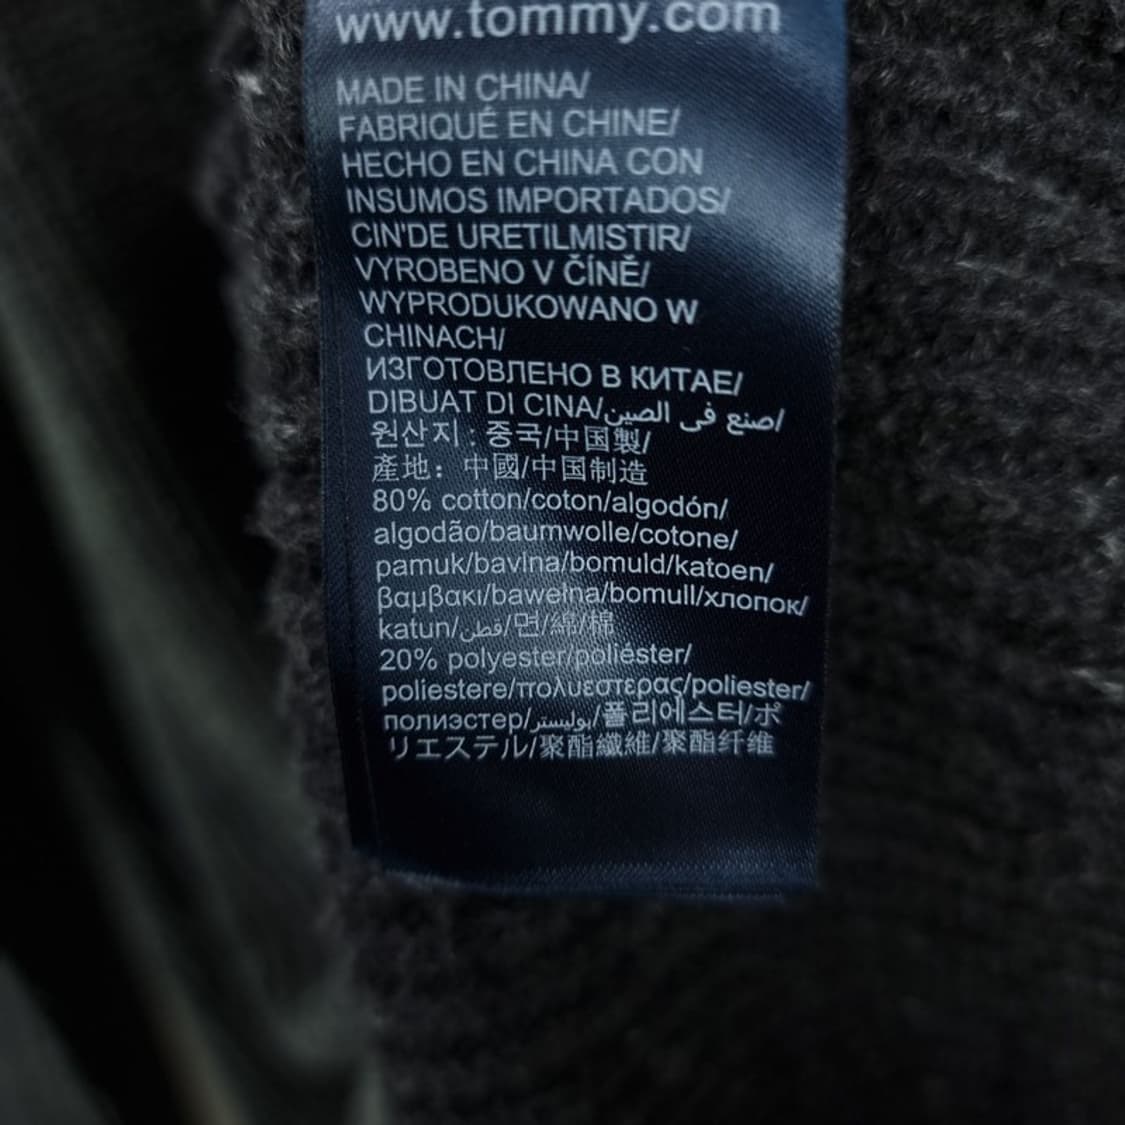 www.tommy.com
MADE IN CHINA/
FABRIQUÉ EN CHINE/
HECHO EN CHINA CON
INSUMOS IMPORTADOS/
CIN'DE URETILMISTIR/
VYROBENO V ČÍNĚ/
WYPRODUKOWANO W
CHINACH/
ИЗГОТОВЛЕНО В КИТАЕ/
DIBUAT DI CINA/صنع في الصين/
원산지 : 중국/中国製/
產地：中國/中国制造
80% cotton/coton/algodón/
algodão/baumwolle/cotone/
pamuk/bavlna/bomuld/katoen/
βαμβακι/bawełna/bomull/хлопок/
katun/قطن/면/綿/棉
20% polyester/poliéster/
poliestere/πολυεστερας/poliester/
полиэстер/بوليستر/폴리에스터/ポ
リエステル/聚酯纖維/聚酯纤维